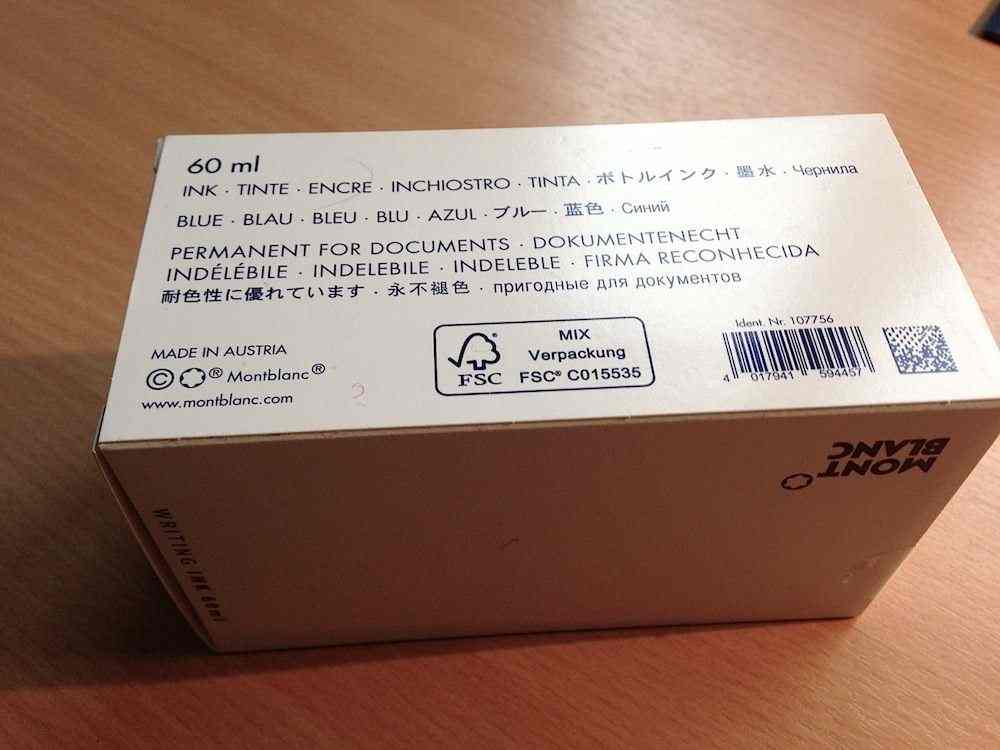 60 ml
INK · TINTE · ENCRE · INCHIOSTRO · TINTA · ボトルインク · 墨水 · Чернила
BLUE · BLAU · BLEU · BLU · AZUL · ブルー · 蓝色 · Синий
PERMANENT FOR DOCUMENTS · DOKUMENTENECHT
INDÉLÉBILE · INDELEBILE · INDELEBLE · FIRMA RECONHECIDA
耐色性に優れています · 永不褪色 · пригодные для документов
MADE IN AUSTRIA
© ® Montblanc®
www.montblanc.com
FSC
MIX
Verpackung
FSC® C015535
Ident. Nr. 107756
4 017941 594457
MONT
BLANC
WRITING INK 60ml